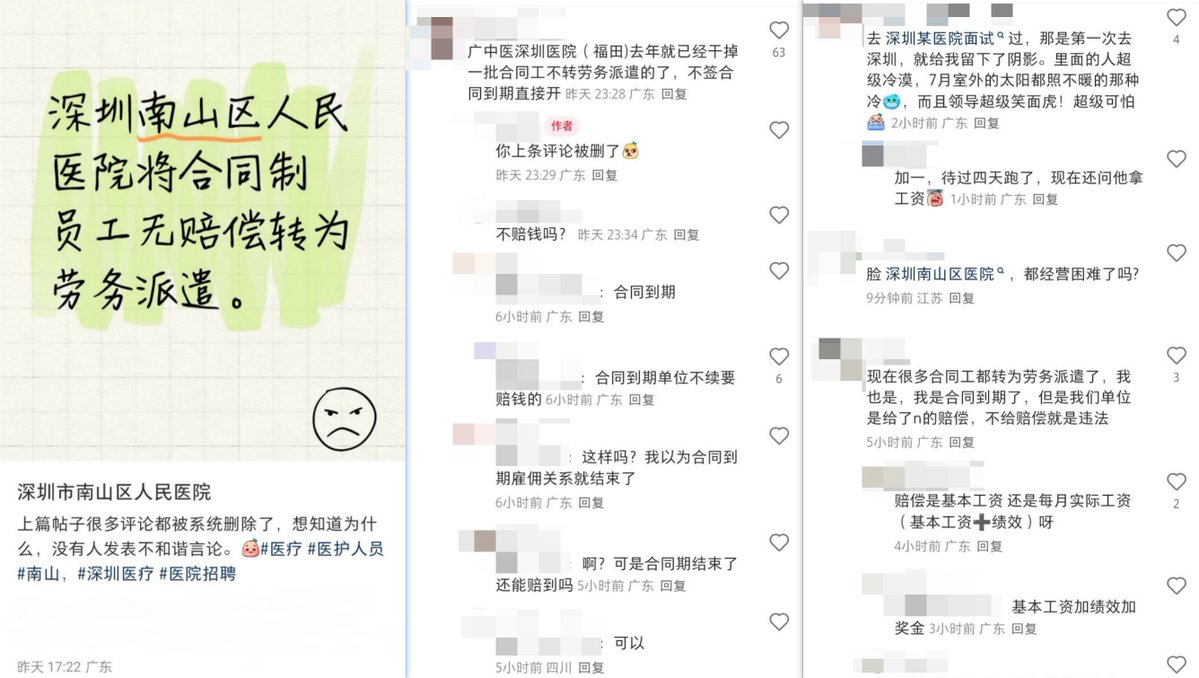 深圳南山区人民
医院将合同制
员工无赔偿转为
劳务派遣。
深圳市南山区人民医院
上篇帖子很多评论都被系统删除了，想知道为什
么，没有人发表不和谐言论。#医疗 #医护人员
#南山，#深圳医疗 #医院招聘
昨天 17:22 广东
广中医深圳医院（福田)去年就已经干掉
一批合同工不转劳务派遣的了，不签合
同到期直接开 昨天 23:28 广东 回复
63
作者
你上条评论被删了
昨天 23:29 广东 回复
不赔钱吗？ 昨天 23:34 广东 回复
：合同到期
6小时前 广东 回复
：合同到期单位不续要
赔钱的 6小时前 广东 回复
6
：这样吗？我以为合同到
期雇佣关系就结束了
6小时前 广东 回复
：啊？可是合同期结束了
还能赔到吗 5小时前 广东 回复
：可以
5小时前 四川 回复
去 深圳某医院面试 过，那是第一次去
深圳，就给我留下了阴影。里面的人超
级冷漠，7月室外的太阳都照不暖的那种
冷，而且领导超级笑面虎！超级可怕
2小时前 广东 回复
4
加一，待过四天跑了，现在还问他拿
工资 1小时前 广东 回复
脸 深圳南山区医院 ，都经营困难了吗?
9分钟前 江苏 回复
现在很多合同工都转为劳务派遣了，我
也是，我是合同到期了，但是我们单位
是给了n的赔偿，不给赔偿就是违法
5小时前 广东 回复
3
赔偿是基本工资 还是每月实际工资
（基本工资➕绩效）呀
4小时前 广东 回复
2
基本工资加绩效加
奖金 3小时前 广东 回复